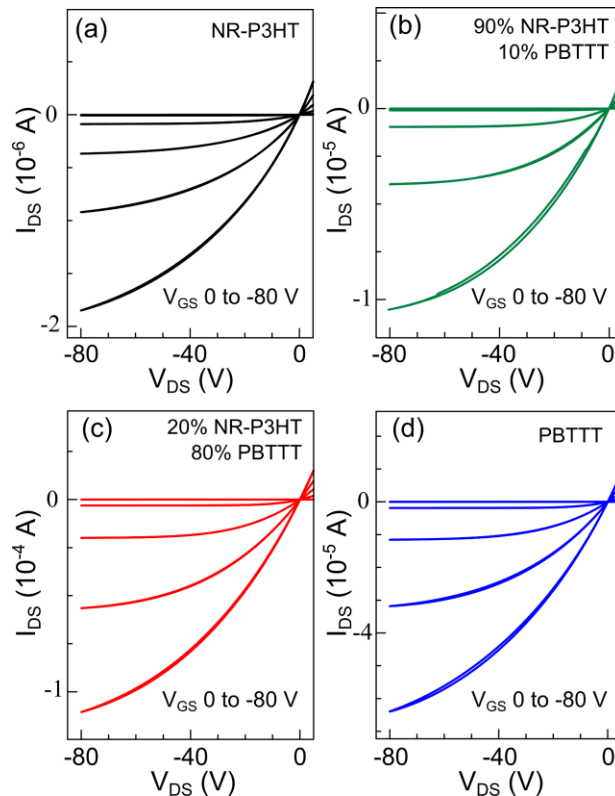 (a)
NR-P3HT
I_DS (10⁻⁶ A)
0
-2
V_GS 0 to -80 V
-80
-40
0
V_DS (V)
(b)
90% NR-P3HT
10% PBTTT
I_DS (10⁻⁵ A)
0
-1
V_GS 0 to -80 V
-80
-40
0
V_DS (V)
(c)
20% NR-P3HT
80% PBTTT
I_DS (10⁻⁴ A)
0
-1
V_GS 0 to -80 V
-80
-40
0
V_DS (V)
(d)
PBTTT
I_DS (10⁻⁵ A)
0
-4
V_GS 0 to -80 V
-80
-40
0
V_DS (V)